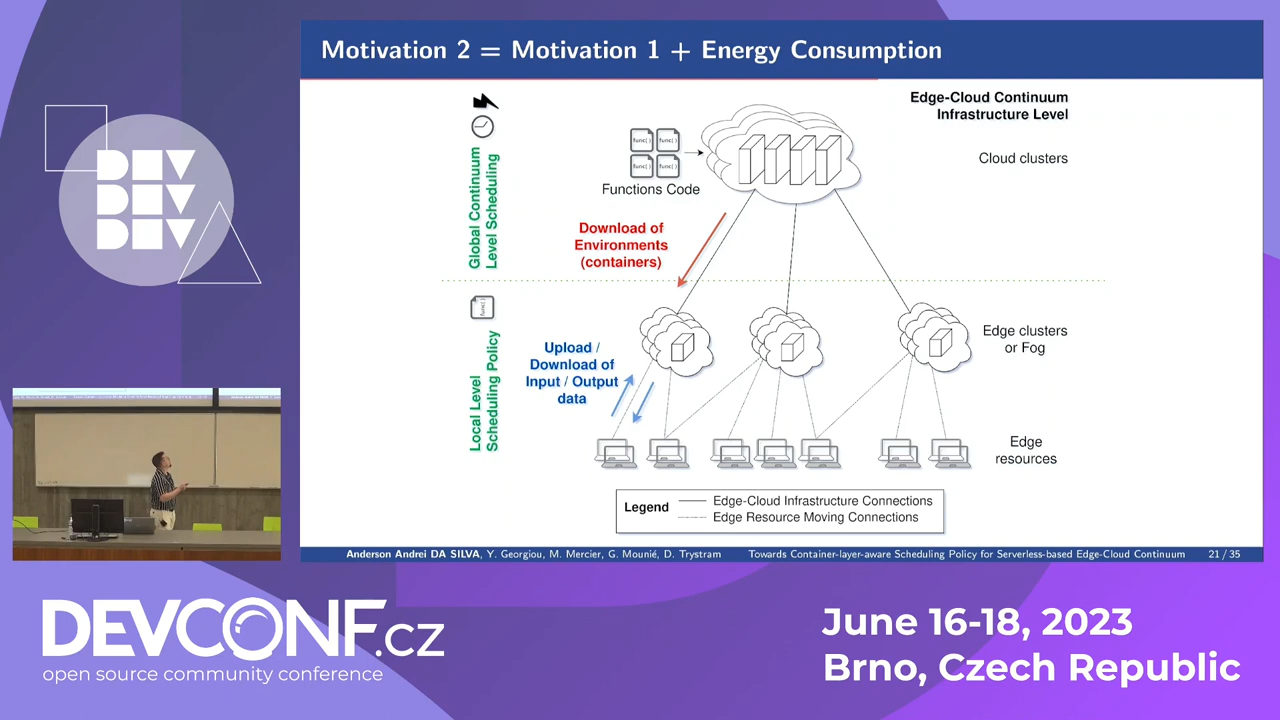 Motivation 2 = Motivation 1 + Energy Consumption
Edge-Cloud Continuum
Infrastructure Level
Cloud clusters
func( )
func( )
func( )
func( )
Functions Code
Global Continuum
Level Scheduling
Download of
Environments
(containers)
func( )
Local Level
Scheduling Policy
Upload /
Download of
Input / Output
data
Edge clusters
or Fog
Edge
resources
Legend
Edge-Cloud Infrastructure Connections
Edge Resource Moving Connections
Anderson Andrei DA SILVA, Y. Georgiou, M. Mercier, G. Mounié, D. Trystram
Towards Container-layer-aware Scheduling Policy for Serverless-based Edge-Cloud Continuum
21 / 35
DEV
DEV
DEV
DEVCONF.cz
open source community conference
June 16-18, 2023
Brno, Czech Republic